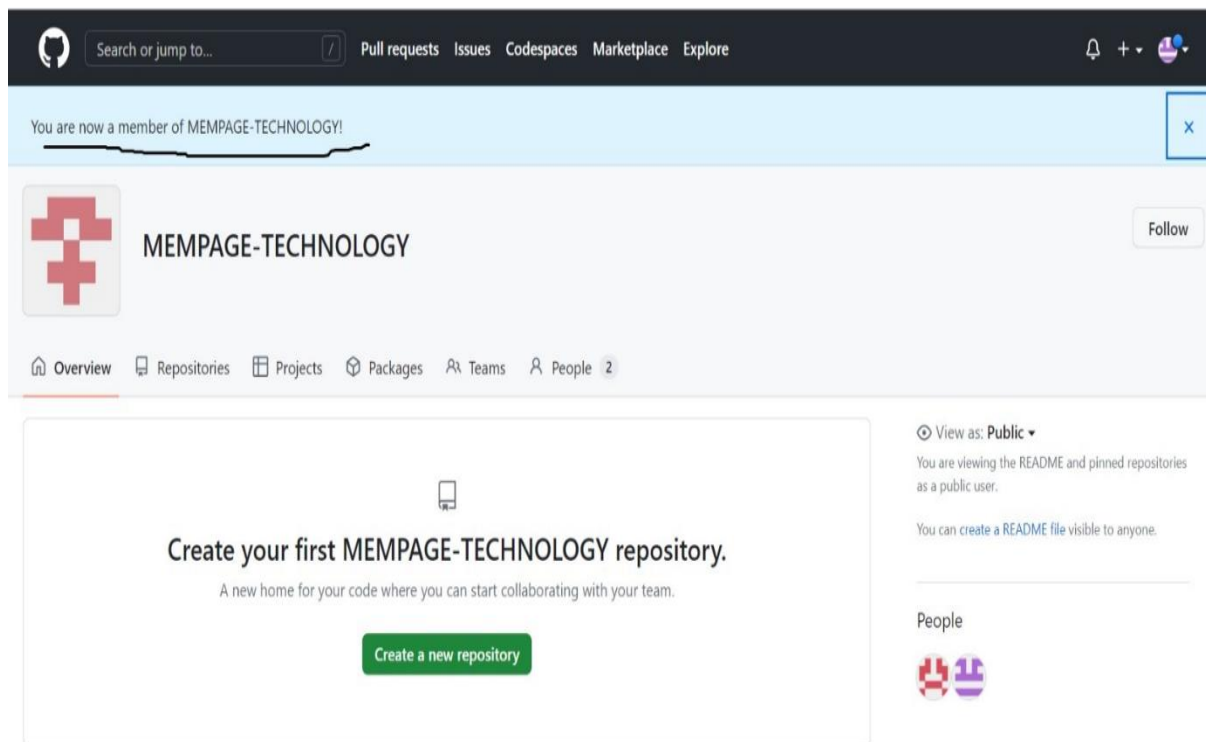 Search or jump to... / Pull requests Issues Codespaces Marketplace Explore
You are now a member of MEMPAGE-TECHNOLOGY!
MEMPAGE-TECHNOLOGY
Follow
Overview Repositories Projects Packages Teams People 2
Create your first MEMPAGE-TECHNOLOGY repository.
A new home for your code where you can start collaborating with your team.
Create a new repository
View as: Public
You are viewing the README and pinned repositories
as a public user.
You can create a README file visible to anyone.
People